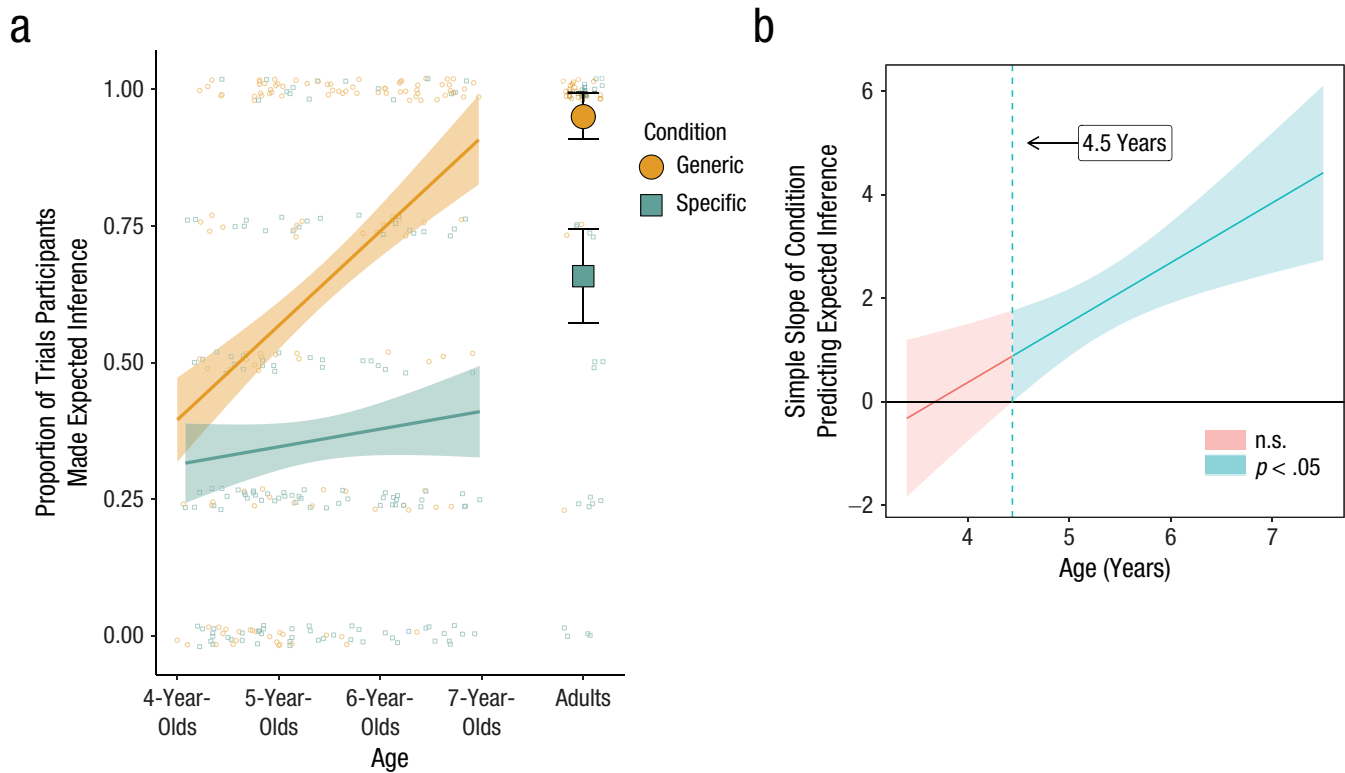 a
Proportion of Trials Participants
Made Expected Inference
1.00
0.75
0.50
0.25
0.00
4-Year-
Olds
5-Year-
Olds
6-Year-
Olds
7-Year-
Olds
Adults
Age
Condition
Generic
Specific
b
Simple Slope of Condition
Predicting Expected Inference
6
4
2
0
−2
4.5 Years
n.s.
p < .05
4
5
6
7
Age (Years)